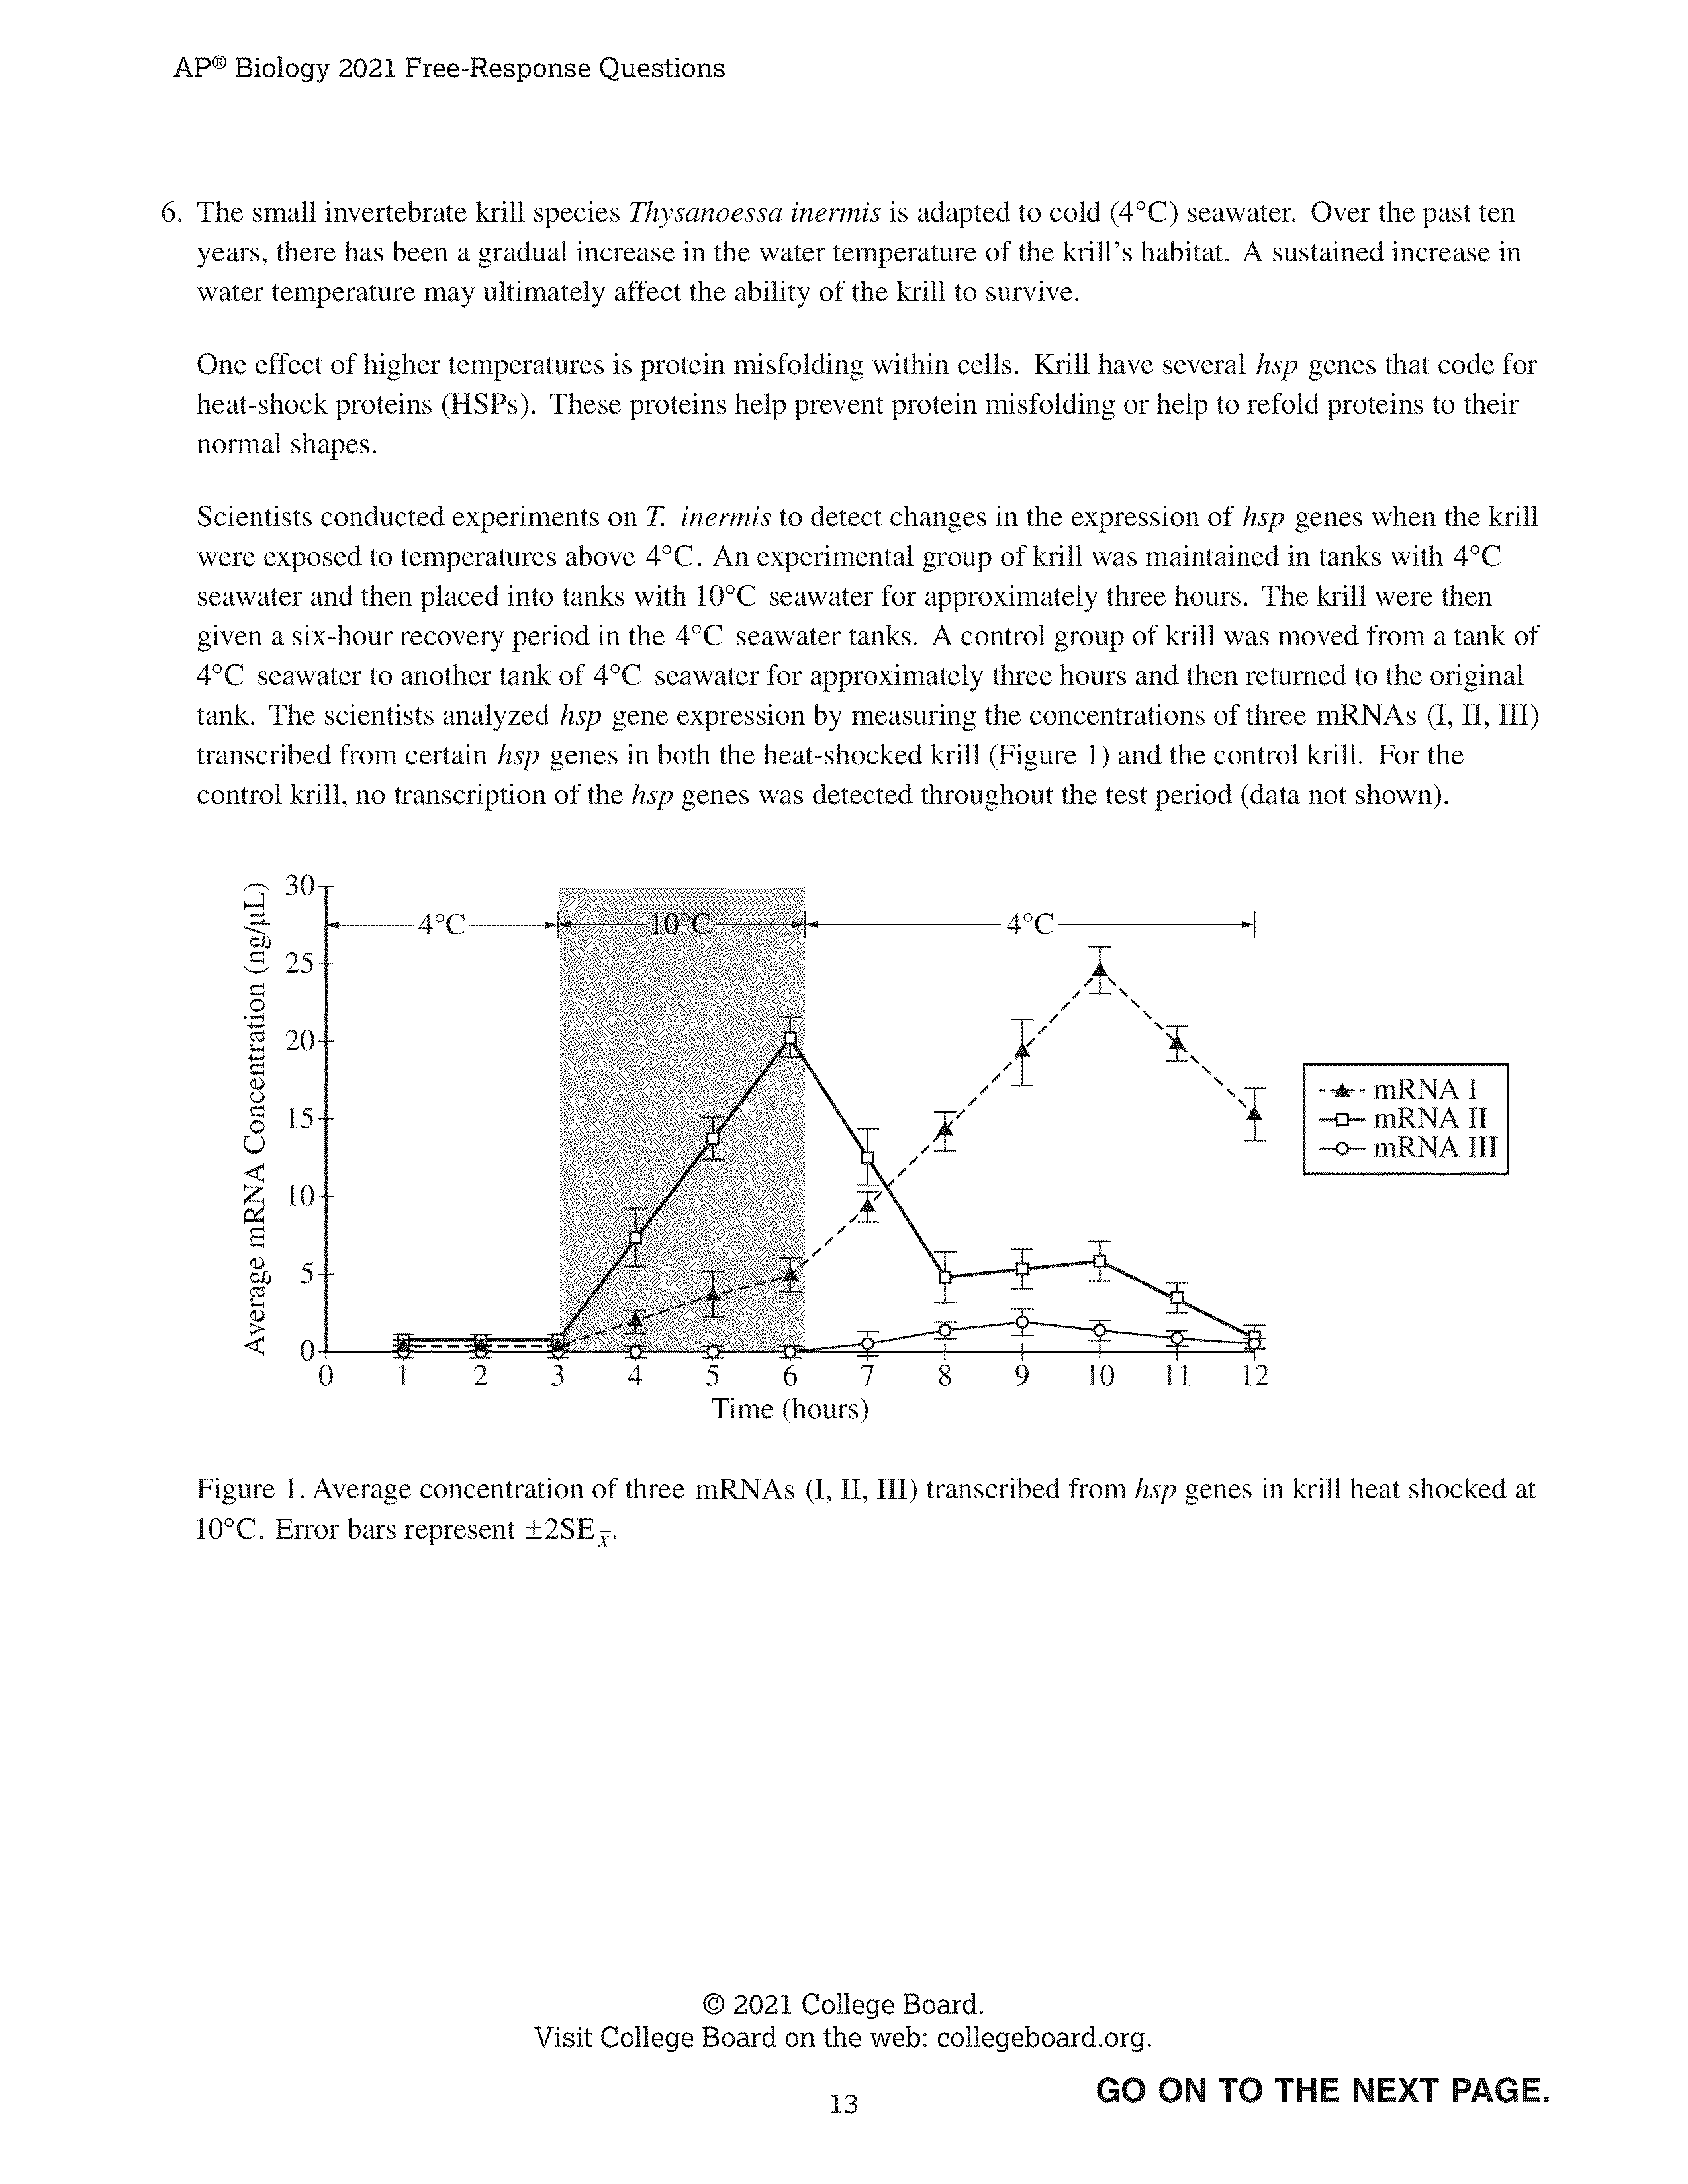 AP® Biology 2021 Free-Response Questions
6. The small invertebrate krill species Thysanoessa inermis is adapted to cold (4°C) seawater. Over the past ten
years, there has been a gradual increase in the water temperature of the krill's habitat. A sustained increase in
water temperature may ultimately affect the ability of the krill to survive.
One effect of higher temperatures is protein misfolding within cells. Krill have several hsp genes that code for
heat-shock proteins (HSPs). These proteins help prevent protein misfolding or help to refold proteins to their
normal shapes.
Scientists conducted experiments on T. inermis to detect changes in the expression of hsp genes when the krill
were exposed to temperatures above 4°C. An experimental group of krill was maintained in tanks with 4°C
seawater and then placed into tanks with 10°C seawater for approximately three hours. The krill were then
given a six-hour recovery period in the 4°C seawater tanks. A control group of krill was moved from a tank of
4°C seawater to another tank of 4°C seawater for approximately three hours and then returned to the original
tank. The scientists analyzed hsp gene expression by measuring the concentrations of three mRNAs (I, II, III)
transcribed from certain hsp genes in both the heat-shocked krill (Figure 1) and the control krill. For the
control krill, no transcription of the hsp genes was detected throughout the test period (data not shown).
Average mRNA Concentration (ng/μL)
30
25
20
15
10
5
0
4°C 10°C 4°C
mRNA I
mRNA II
mRNA III
0 1 2 3 4 5 6 7 8 9 10 11 12
Time (hours)
Figure 1. Average concentration of three mRNAs (I, II, III) transcribed from hsp genes in krill heat shocked at
10°C. Error bars represent ±2SE x̅.
© 2021 College Board.
Visit College Board on the web: collegeboard.org.
GO ON TO THE NEXT PAGE.
13